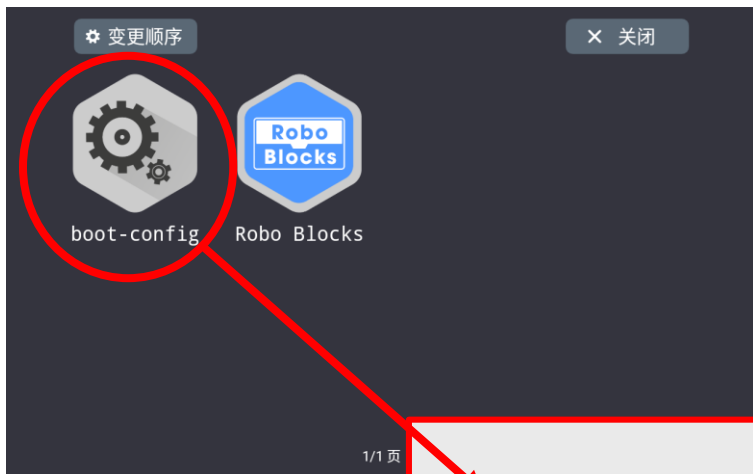 变更顺序
关闭
Robo
Blocks
boot-config
Robo Blocks
1/1 页